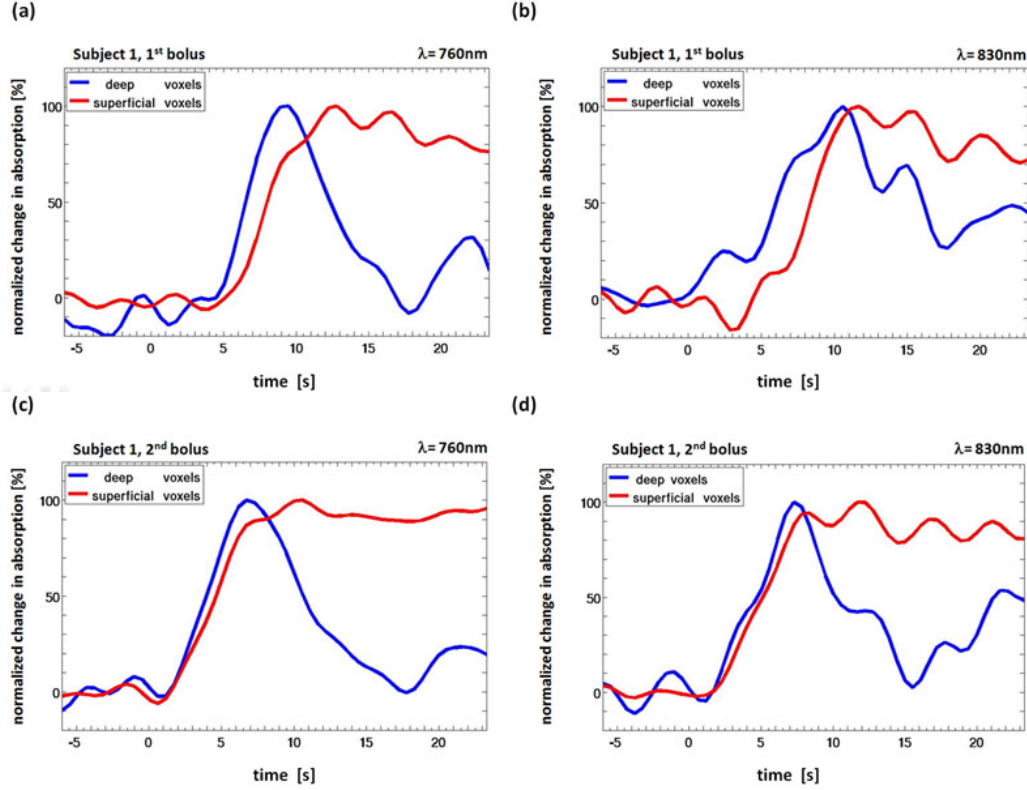 (a)
Subject 1, 1st bolus λ= 760nm
deep voxels
superficial voxels
normalized change in absorption [%]
100
50
0
-5 0 5 10 15 20
time [s]
(b)
Subject 1, 1st bolus λ= 830nm
deep voxels
superficial voxels
normalized change in absorption [%]
100
50
0
-5 0 5 10 15 20
time [s]
(c)
Subject 1, 2nd bolus λ= 760nm
deep voxels
superficial voxels
normalized change in absorption [%]
100
50
0
-5 0 5 10 15 20
time [s]
(d)
Subject 1, 2nd bolus λ= 830nm
deep voxels
superficial voxels
normalized change in absorption [%]
100
50
0
-5 0 5 10 15 20
time [s]